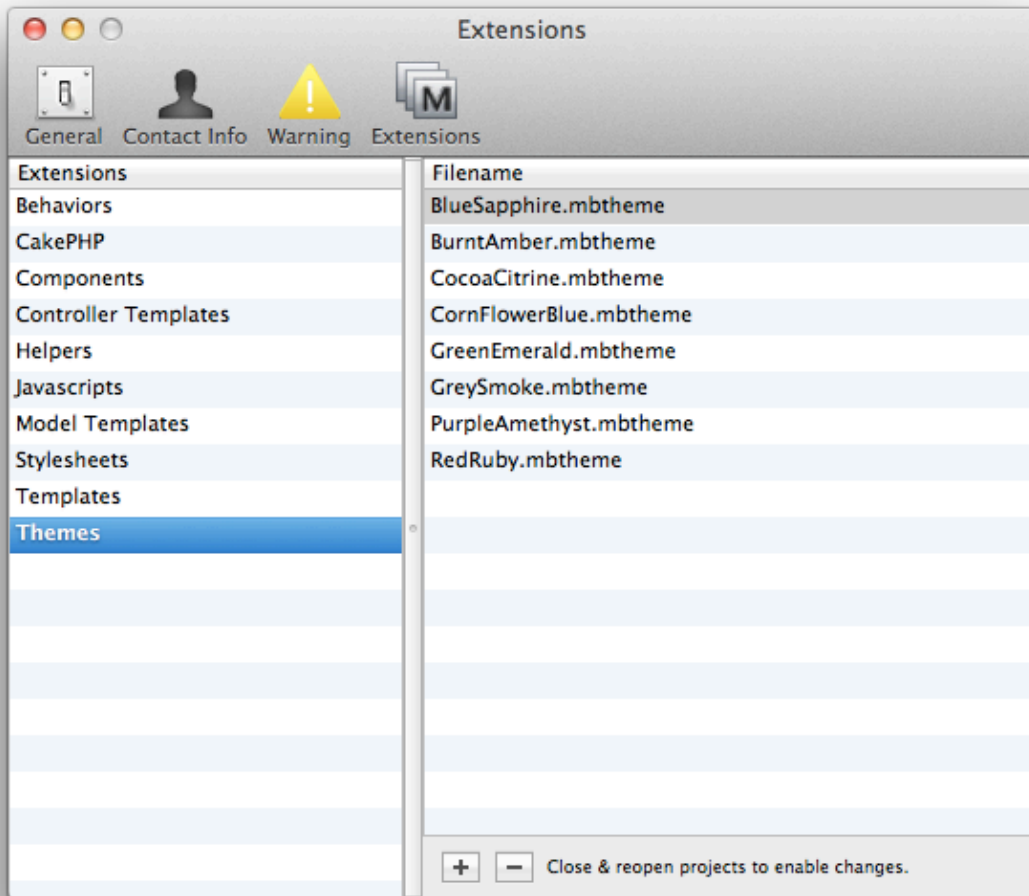 Extensions
M
General Contact Info Warning Extensions
Extensions
Behaviors
CakePHP
Components
Controller Templates
Helpers
Javascripts
Model Templates
Stylesheets
Templates
Themes
Filename
BlueSapphire.mbtheme
BurntAmber.mbtheme
CocoaCitrine.mbtheme
CornFlowerBlue.mbtheme
GreenEmerald.mbtheme
GreySmoke.mbtheme
PurpleAmethyst.mbtheme
RedRuby.mbtheme
+ − Close & reopen projects to enable changes.